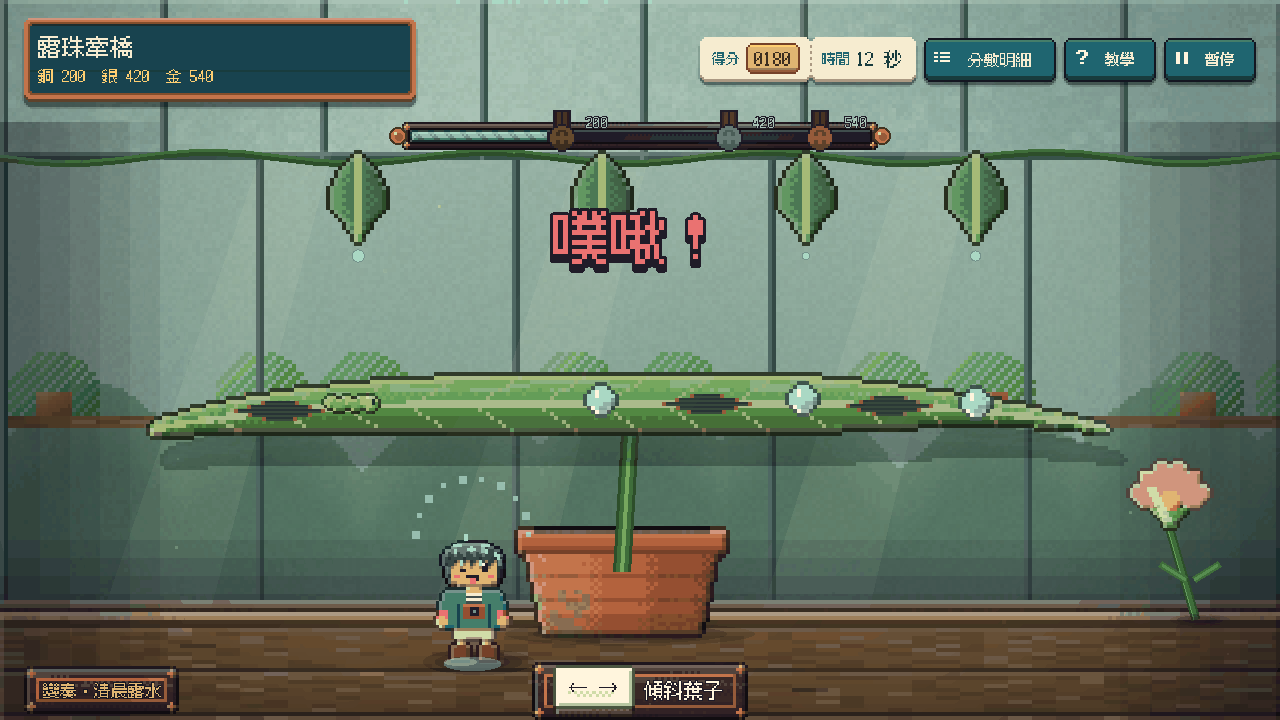 露珠牽橋
銅 200 銀 420 金 540
得分 0180 時間 12 秒
分數明細
? 教學
暫停
200
420
540
噗啾!
變奏·清晨露水
傾斜葉子